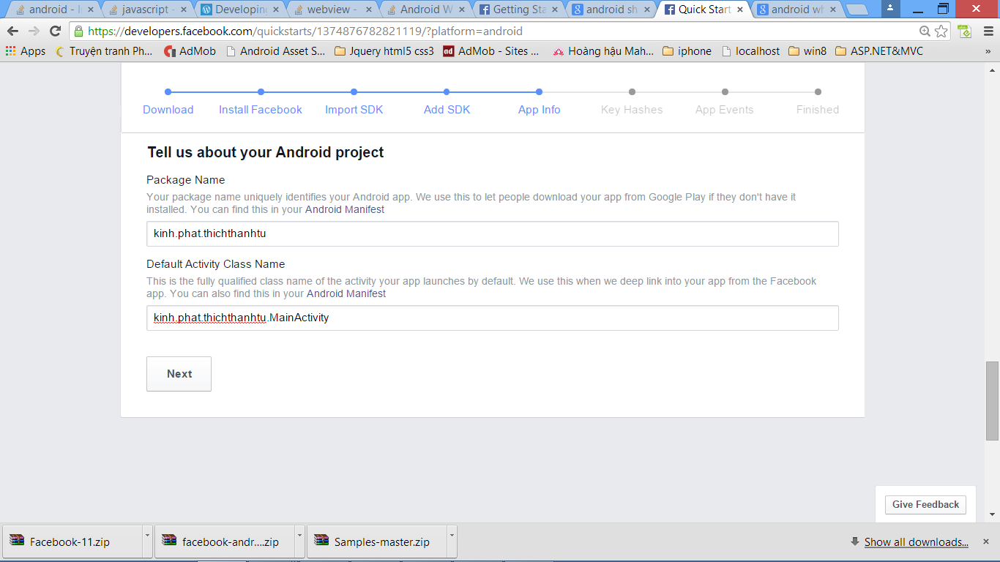 android - I
javascript -
Developing
webview -
Android W
Getting Sta
android sh
Quick Start
android wh
https://developers.facebook.com/quickstarts/1374876782821119/?platform=android
Apps
Truyện tranh Ph...
AdMob
Android Asset S...
Jquery html5 css3
ad AdMob - Sites ...
Hoàng hậu Mah...
iphone
localhost
win8
ASP.NET&MVC
»
Download
Install Facebook
Import SDK
Add SDK
App Info
Key Hashes
App Events
Finished
Tell us about your Android project
Package Name
Your package name uniquely identifies your Android app. We use this to let people download your app from Google Play if they don't have it
installed. You can find this in your Android Manifest
kinh.phat.thichthanhtu
Default Activity Class Name
This is the fully qualified class name of the activity your app launches by default. We use this when we deep link into your app from the Facebook
app. You can also find this in your Android Manifest
kinh.phat.thichthanhtu.MainActivity
Next
Give Feedback
Facebook-11.zip
facebook-andr....zip
Samples-master.zip
Show all downloads...